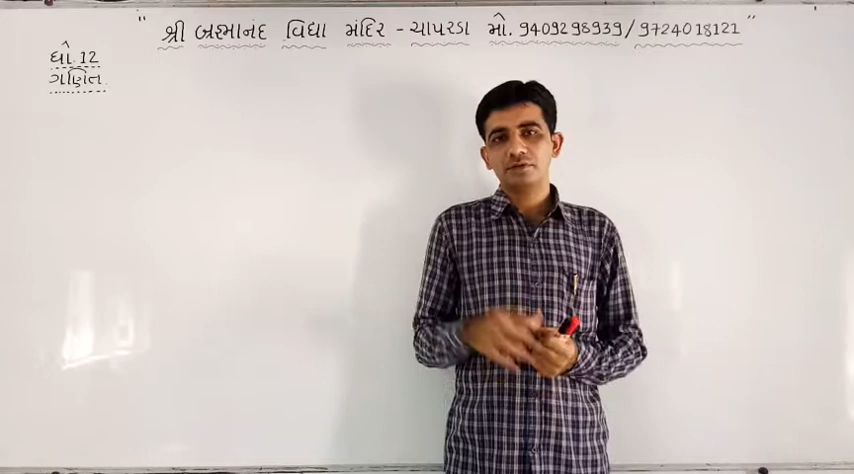 " શ્રી બ્રહ્માનંદ વિદ્યા મંદિર - ચાપરડા મો. 9409298939/9724018121 "
ધો. 12
ગણિત